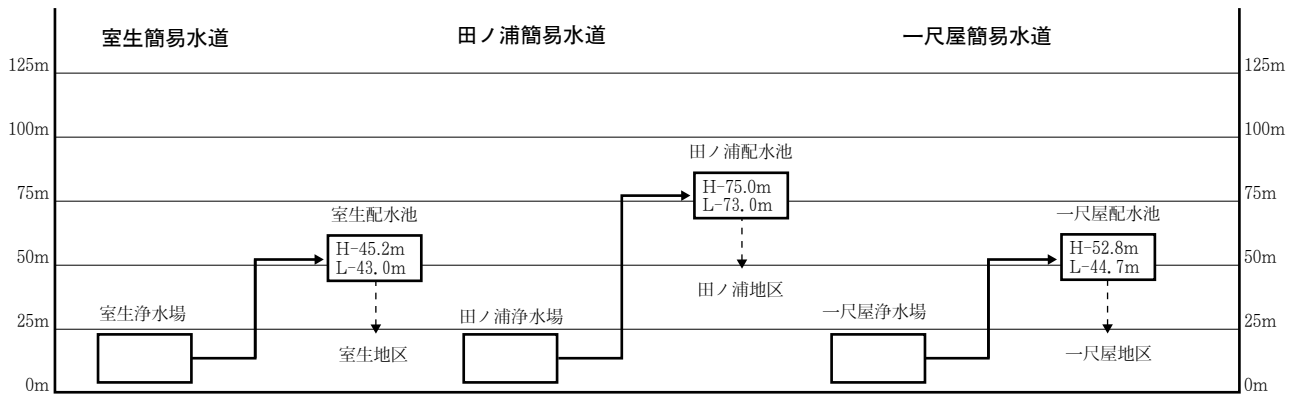 室生簡易水道
田ノ浦簡易水道
一尺屋簡易水道
125m
125m
100m
100m
田ノ浦配水池
75m
H-75.0m
L-73.0m
75m
室生配水池
一尺屋配水池
50m
H-45.2m
L-43.0m
H-52.8m
L-44.7m
50m
田ノ浦地区
室生浄水場
田ノ浦浄水場
一尺屋浄水場
25m
25m
室生地区
一尺屋地区
0m
0m